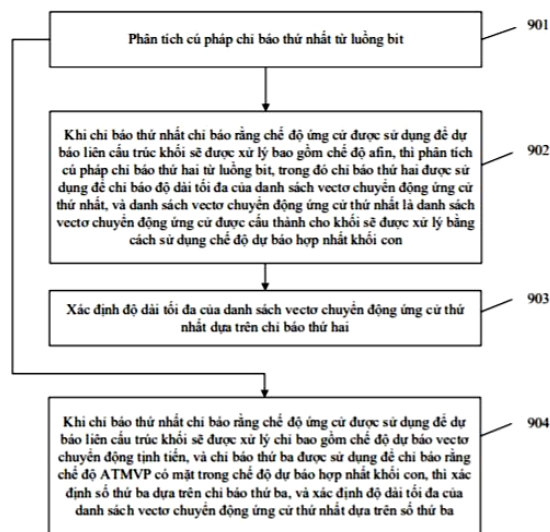 Phân tích cú pháp chỉ báo thứ nhất từ luồng bit
901
Khi chỉ báo thứ nhất chỉ báo rằng chế độ ứng cử được sử dụng để dự
báo liên cấu trúc khối sẽ được xử lý bao gồm chế độ afin, thì phân tích
cú pháp chỉ báo thứ hai từ luồng bit, trong đó chỉ báo thứ hai được sử
dụng để chỉ báo độ dài tối đa của danh sách vectơ chuyển động ứng cử
thứ nhất, và danh sách vectơ chuyển động ứng cử thứ nhất là danh sách
vectơ chuyển động ứng cử được cấu thành cho khối sẽ được xử lý bằng
cách sử dụng chế độ dự báo hợp nhất khối con
902
Xác định độ dài tối đa của danh sách vectơ chuyển động ứng cử thứ
nhất dựa trên chỉ báo thứ hai
903
Khi chỉ báo thứ nhất chỉ báo rằng chế độ ứng cử được sử dụng để dự
báo liên cấu trúc khối sẽ được xử lý chỉ bao gồm chế độ dự báo vectơ
chuyển động tịnh tiến, và chỉ báo thứ ba được sử dụng để chỉ báo rằng
chế độ ATMVP có mặt trong chế độ dự báo hợp nhất khối con, thì xác
định số thứ ba dựa trên chỉ báo thứ ba, và xác định độ dài tối đa của
danh sách vectơ chuyển động ứng cử thứ nhất dựa trên số thứ ba
904